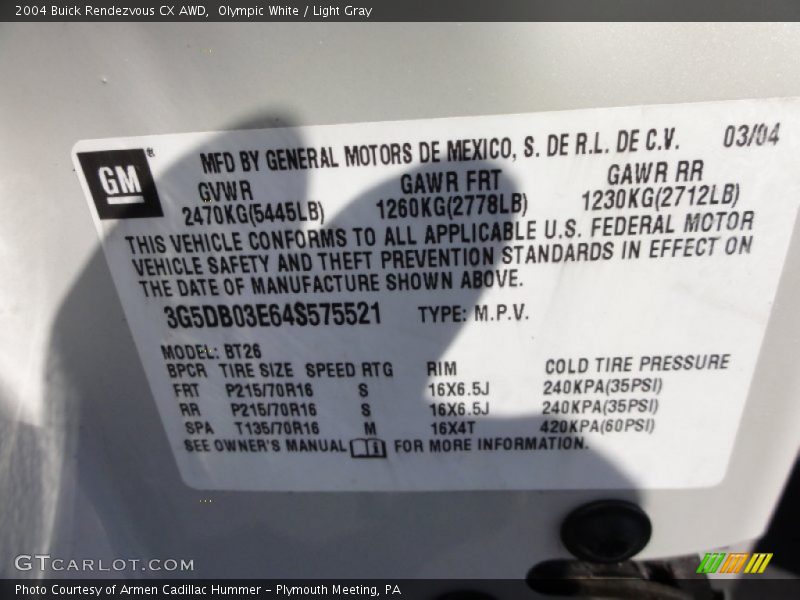 2004 Buick Rendezvous CX AWD,  Olympic White / Light Gray
GM®
MFD BY GENERAL MOTORS DE MEXICO, S. DE R.L. DE C.V. 03/04
GVWR GAWR FRT GAWR RR
2470KG(5445LB) 1260KG(2778LB) 1230KG(2712LB)
THIS VEHICLE CONFORMS TO ALL APPLICABLE U.S. FEDERAL MOTOR
VEHICLE SAFETY AND THEFT PREVENTION STANDARDS IN EFFECT ON
THE DATE OF MANUFACTURE SHOWN ABOVE.
3G5DB03E64S575521 TYPE: M.P.V.
MODEL: BT26
BPCR TIRE SIZE SPEED RTG RIM COLD TIRE PRESSURE
FRT P215/70R16 S 16X6.5J 240KPA(35PSI)
RR P215/70R16 S 16X6.5J 240KPA(35PSI)
SPA T135/70R16 M 16X4T 420KPA(60PSI)
SEE OWNER'S MANUAL FOR MORE INFORMATION.
GTCARLOT.COM
Photo Courtesy of Armen Cadillac Hummer - Plymouth Meeting, PA